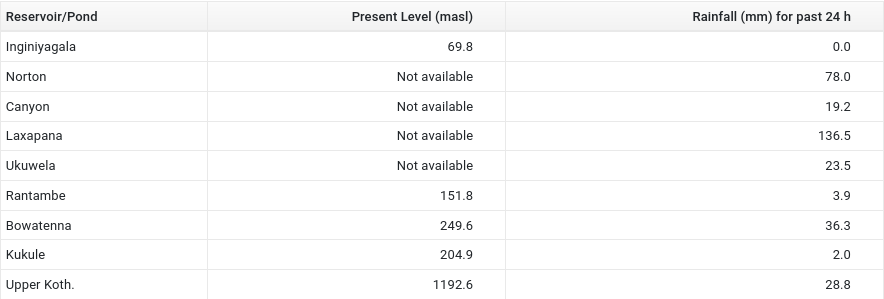 Reservoir/Pond Present Level (masl) Rainfall (mm) for past 24 h
Inginiyagala 69.8 0.0
Norton Not available 78.0
Canyon Not available 19.2
Laxapana Not available 136.5
Ukuwela Not available 23.5
Rantambe 151.8 3.9
Bowatenna 249.6 36.3
Kukule 204.9 2.0
Upper Koth. 1192.6 28.8